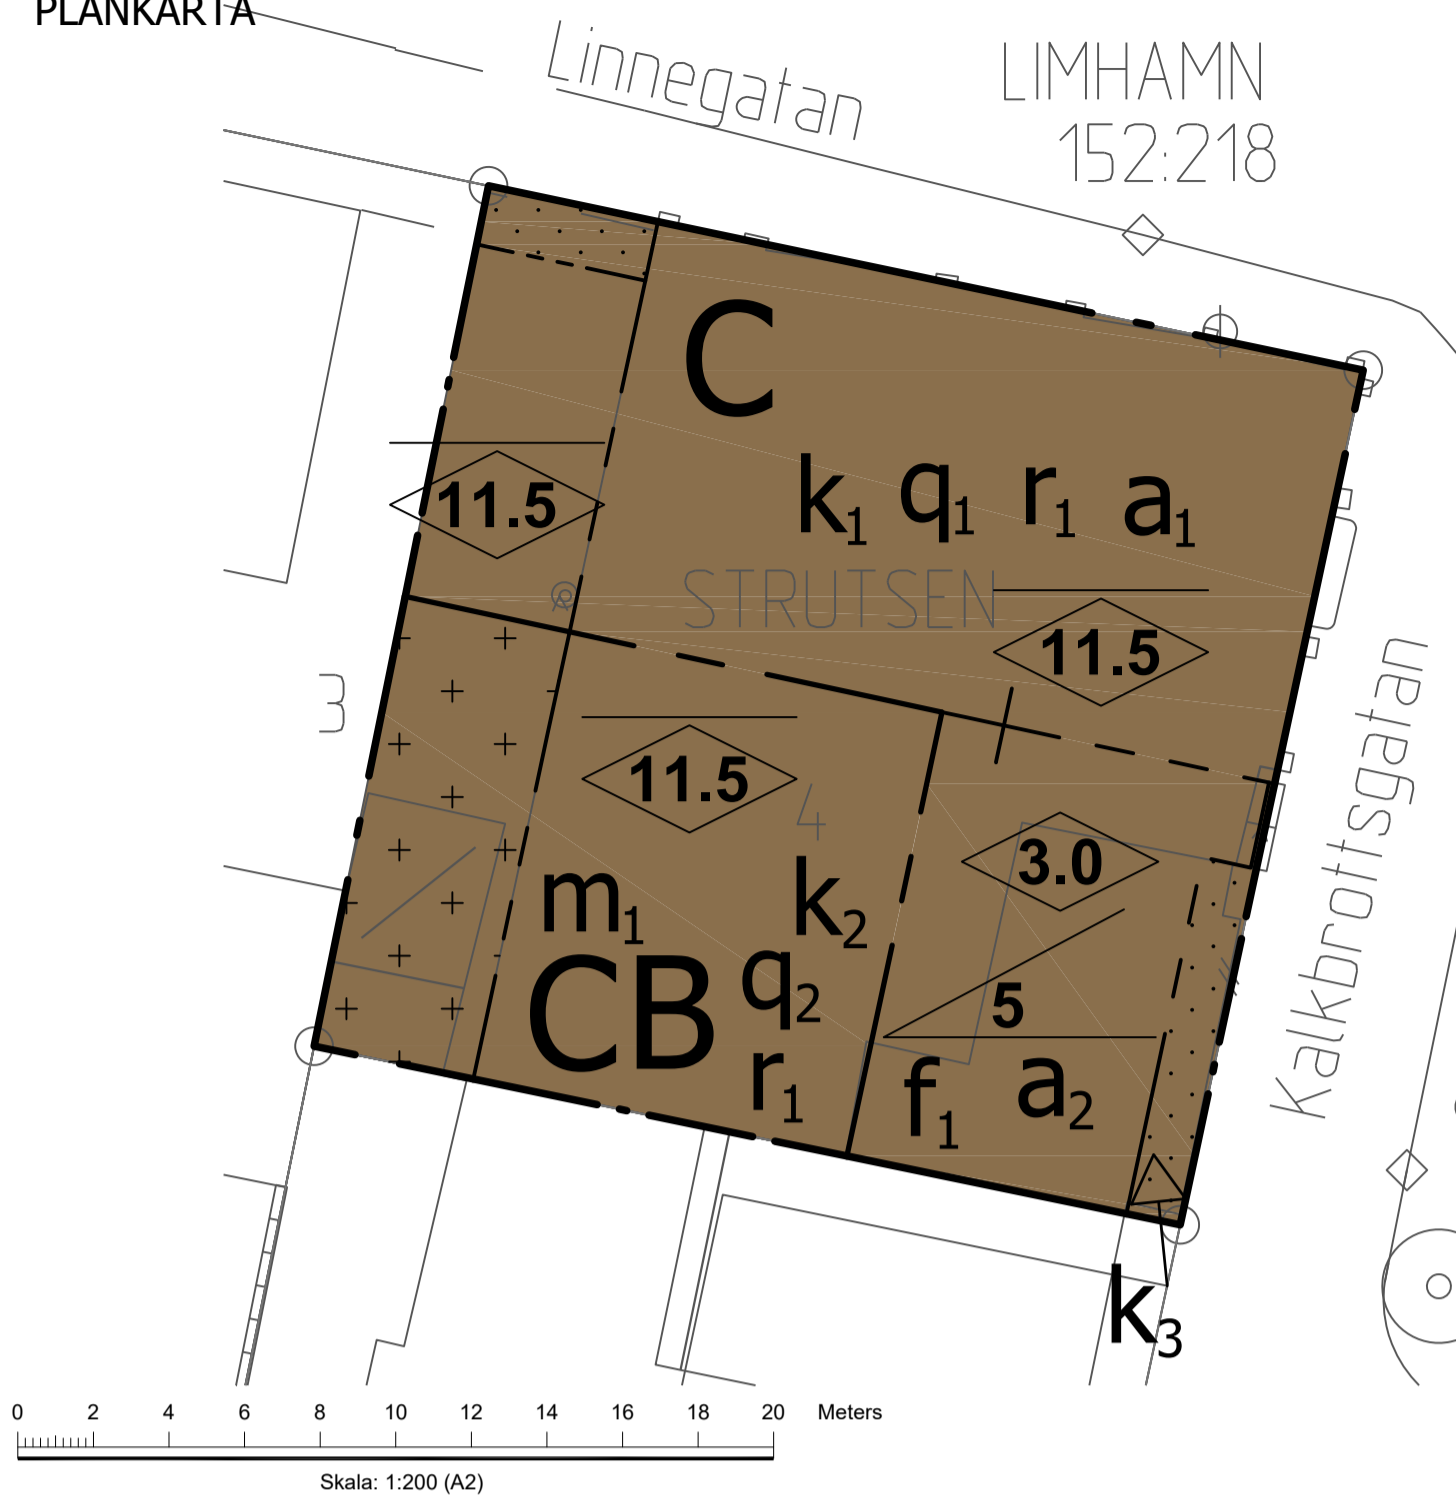 PLANKARTA
Linnegatan
LIMHAMN
152:218
C
11.5
k1 q1 r1 a1
STRUTSEN
11.5
3
11.5
4
3.0
m1
k2
CB
q2
5
r1
f1
a2
Kalkbrottsgatan
k3
0 2 4 6 8 10 12 14 16 18 20 Meters
Skala: 1:200 (A2)